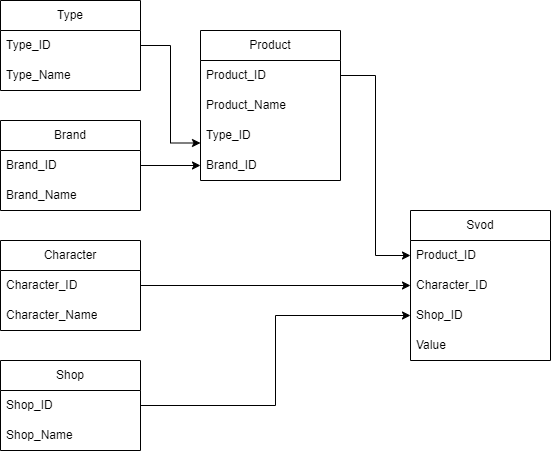 Type
Type_ID
Type_Name
Brand
Brand_ID
Brand_Name
Character
Character_ID
Character_Name
Shop
Shop_ID
Shop_Name
Product
Product_ID
Product_Name
Type_ID
Brand_ID
Svod
Product_ID
Character_ID
Shop_ID
Value